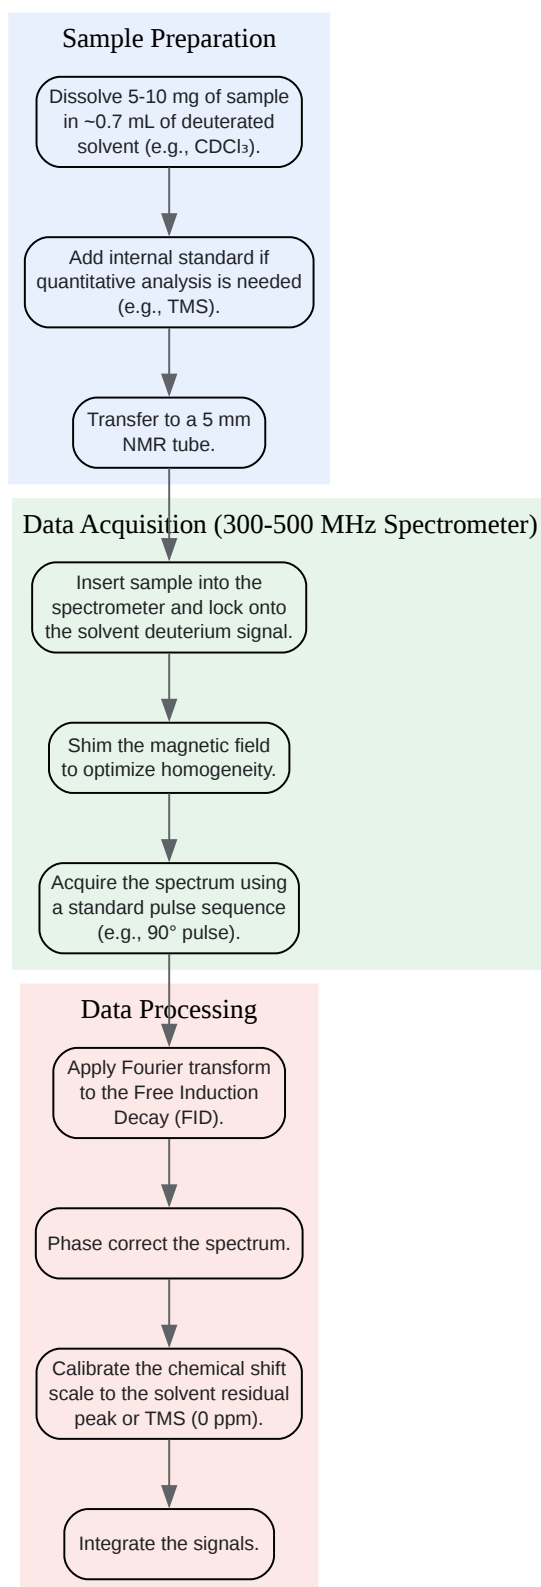 Sample Preparation
Dissolve 5-10 mg of sample
in ~0.7 mL of deuterated
solvent (e.g., CDCl₃).
Add internal standard if
quantitative analysis is needed
(e.g., TMS).
Transfer to a 5 mm
NMR tube.
Data Acquisition (300-500 MHz Spectrometer)
Insert sample into the
spectrometer and lock onto
the solvent deuterium signal.
Shim the magnetic field
to optimize homogeneity.
Acquire the spectrum using
a standard pulse sequence
(e.g., 90° pulse).
Data Processing
Apply Fourier transform
to the Free Induction
Decay (FID).
Phase correct the spectrum.
Calibrate the chemical shift
scale to the solvent residual
peak or TMS (0 ppm).
Integrate the signals.